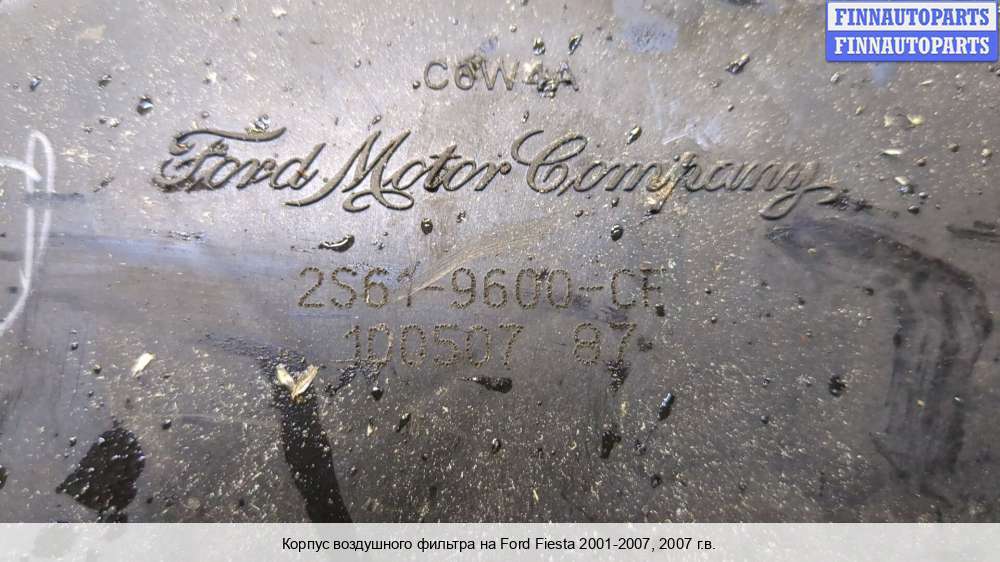 FINNAUTOPARTS
FINNAUTOPARTS
C6W4A
Ford Motor Company
2S61-9600-CF
100507 87
Корпус воздушного фильтра на Ford Fiesta 2001-2007, 2007 г.в.